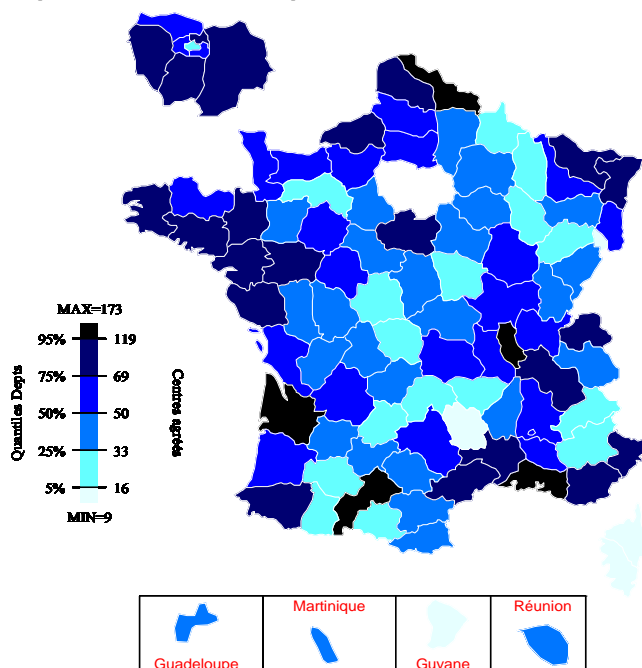 MAX=173
95% 119
75% 69
50% 50
25% 33
5% 16
MIN=9
Quantiles Depts
Centres agréés
Martinique
Réunion
Guadeloupe
Guyane